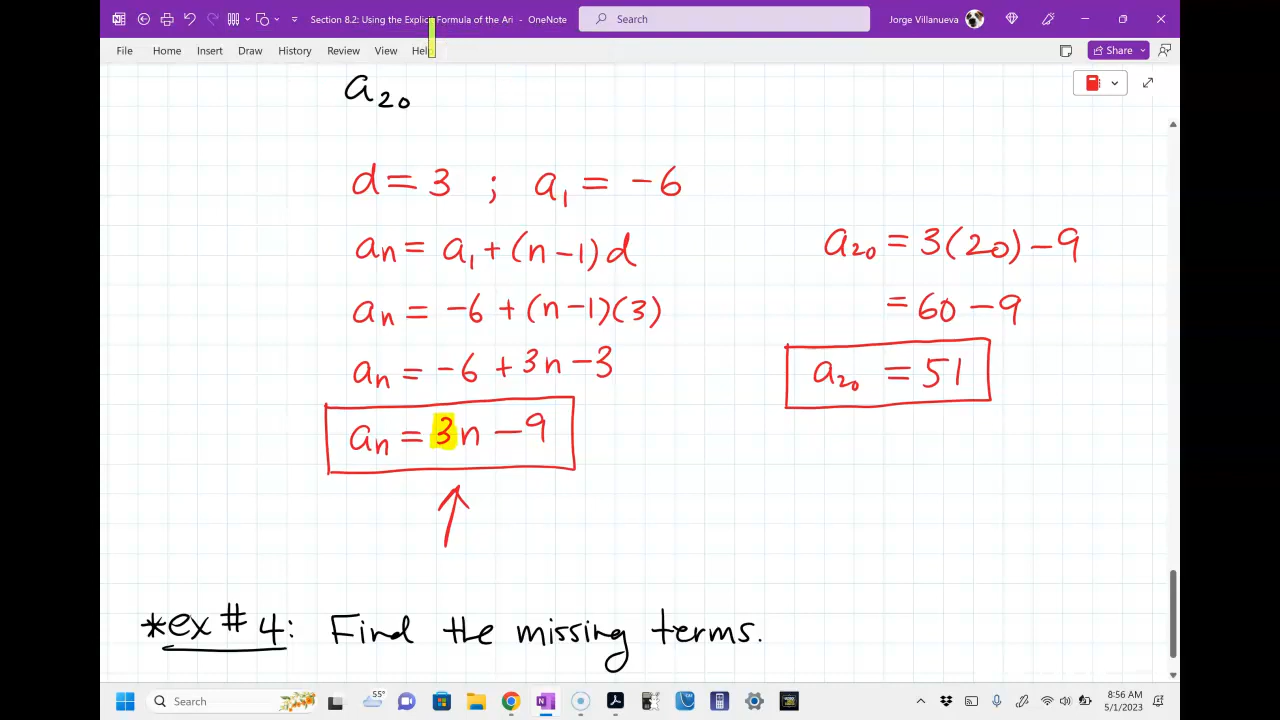 Section 8.2: Using the Explicit Formula of the Ari - OneNote
Search
Jorge Villanueva
File Home Insert Draw History Review View Help
Share
a₂₀
d = 3 ; a₁ = -6
aₙ = a₁ + (n-1)d
aₙ = -6 + (n-1)(3)
aₙ = -6 + 3n - 3
aₙ = 3n - 9
a₂₀ = 3(20) - 9
= 60 - 9
a₂₀ = 51
*ex #4: Find the missing terms.
Search
55°
8:56 AM
5/1/2023